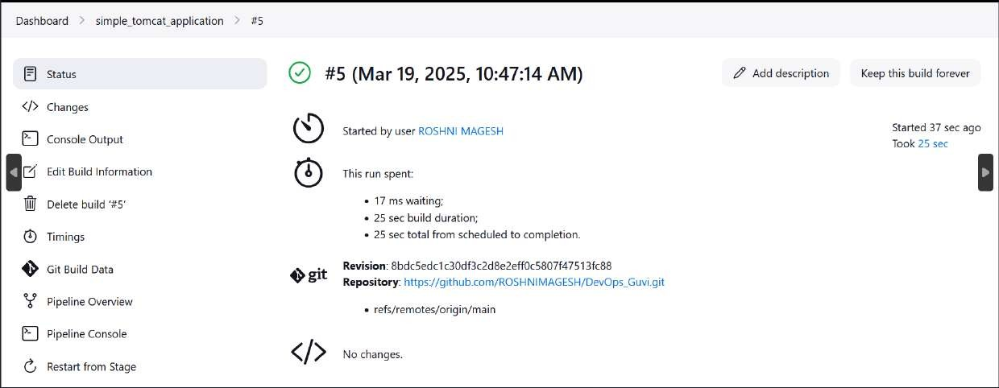 Dashboard > simple_tomcat_application > #5
Status
Changes
Console Output
Edit Build Information
Delete build '#5'
Timings
Git Build Data
Pipeline Overview
Pipeline Console
Restart from Stage
#5 (Mar 19, 2025, 10:47:14 AM)
Add description
Keep this build forever
Started by user ROSHNI MAGESH
Started 37 sec ago
Took 25 sec
This run spent:
• 17 ms waiting;
• 25 sec build duration;
• 25 sec total from scheduled to completion.
git
Revision: 8bdc5edc1c30df3c2d8e2eff0c5807f47513fc88
Repository: https://github.com/ROSHNIMAGESH/DevOps_Guvi.git
• refs/remotes/origin/main
No changes.